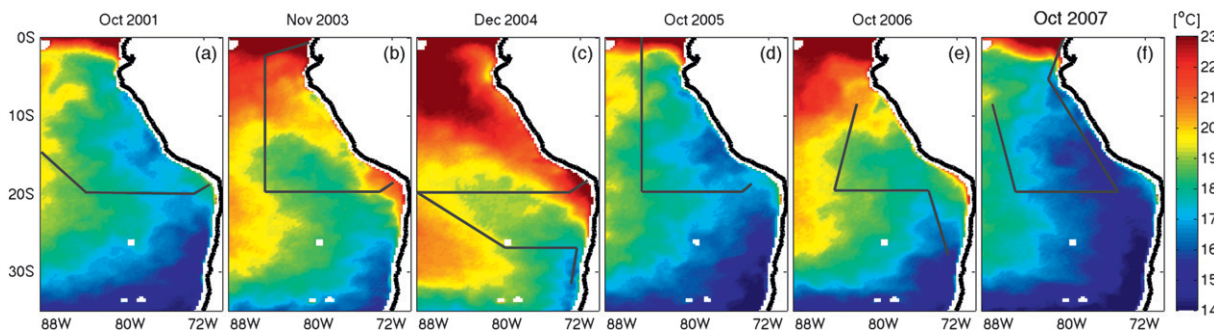 Oct 2001 Nov 2003 Dec 2004 Oct 2005 Oct 2006 Oct 2007 [°C]
0S (a) (b) (c) (d) (e) (f) 23
22
21
10S 20
19
18
20S 17
16
30S 15
14
88W 80W 72W 88W 80W 72W 88W 80W 72W 88W 80W 72W 88W 80W 72W 88W 80W 72W